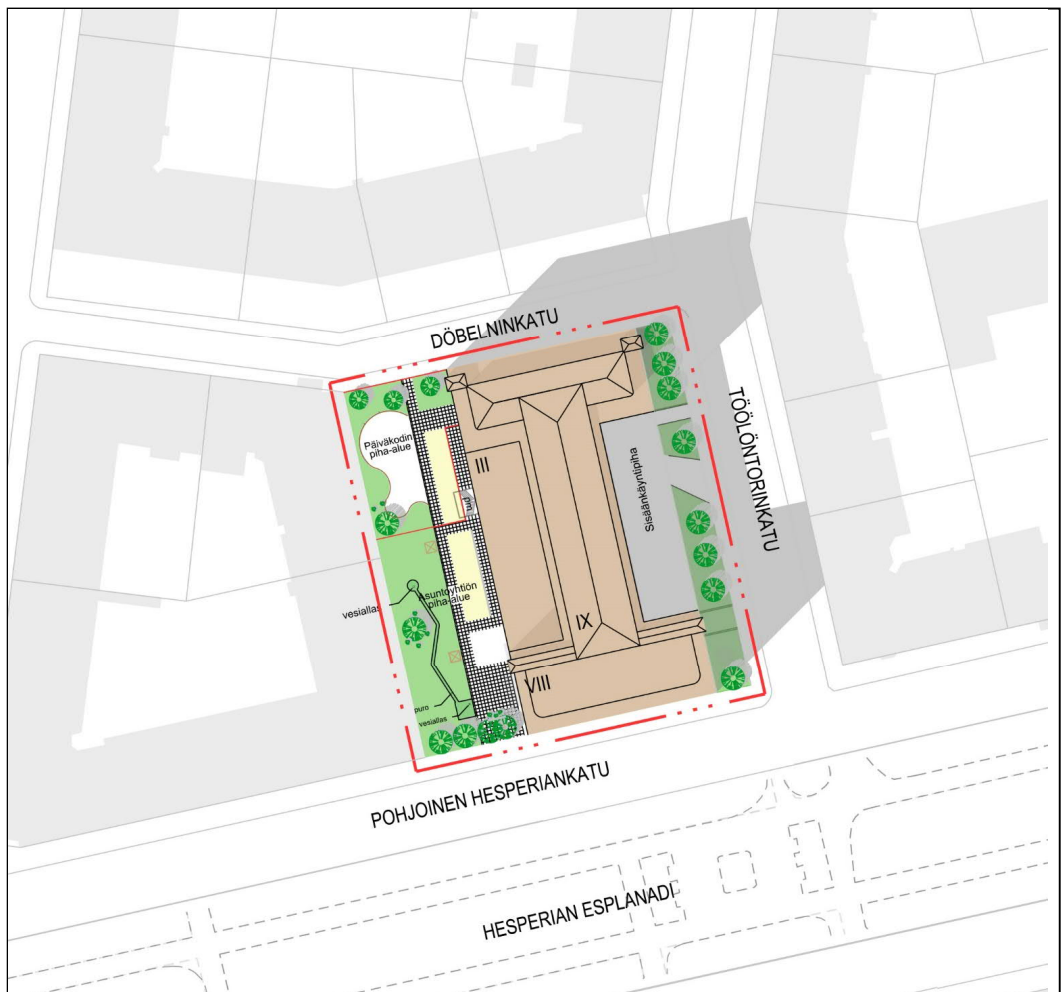 DÖBELNINKATU
TÖÖLÖNTORINKATU
Päiväkodin
piha-alue
III
Sisäänkäyntipiha
vesiallas
Asuntoyhtiön
piha-alue
IX
VIII
puro
vesiallas
POHJOINEN HESPERIANKATU
HESPERIAN ESPLANADI